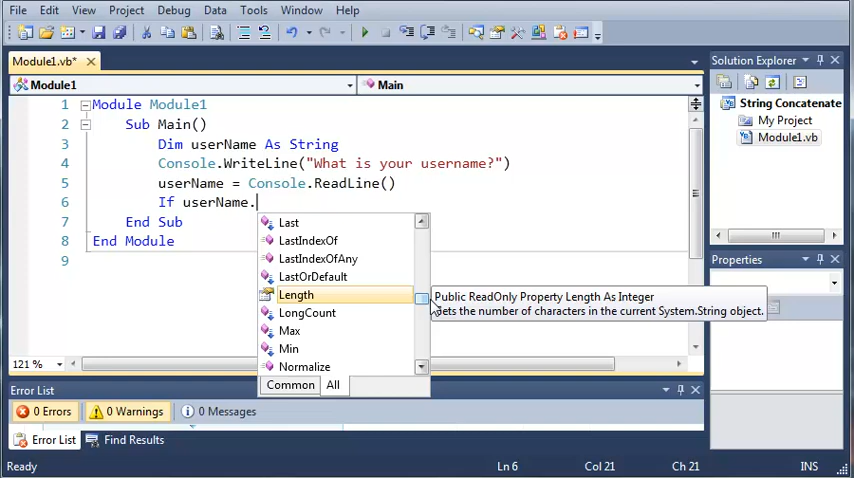 File Edit View Project Debug Data Tools Window Help
Module1.vb*
Solution Explorer
Module1 Main
1 Module Module1
2 Sub Main()
3 Dim userName As String
4 Console.WriteLine("What is your username?")
5 userName = Console.ReadLine()
6 If userName.
7 End Sub
8 End Module
9
String Concatenate
My Project
Module1.vb
Last
LastIndexOf
LastIndexOfAny
LastOrDefault
Length
LongCount
Max
Min
Normalize
Common All
Public ReadOnly Property Length As Integer
Gets the number of characters in the current System.String object.
Properties
121 %
Error List
0 Errors 0 Warnings 0 Messages
Error List Find Results
Ready Ln 6 Col 21 Ch 21 INS